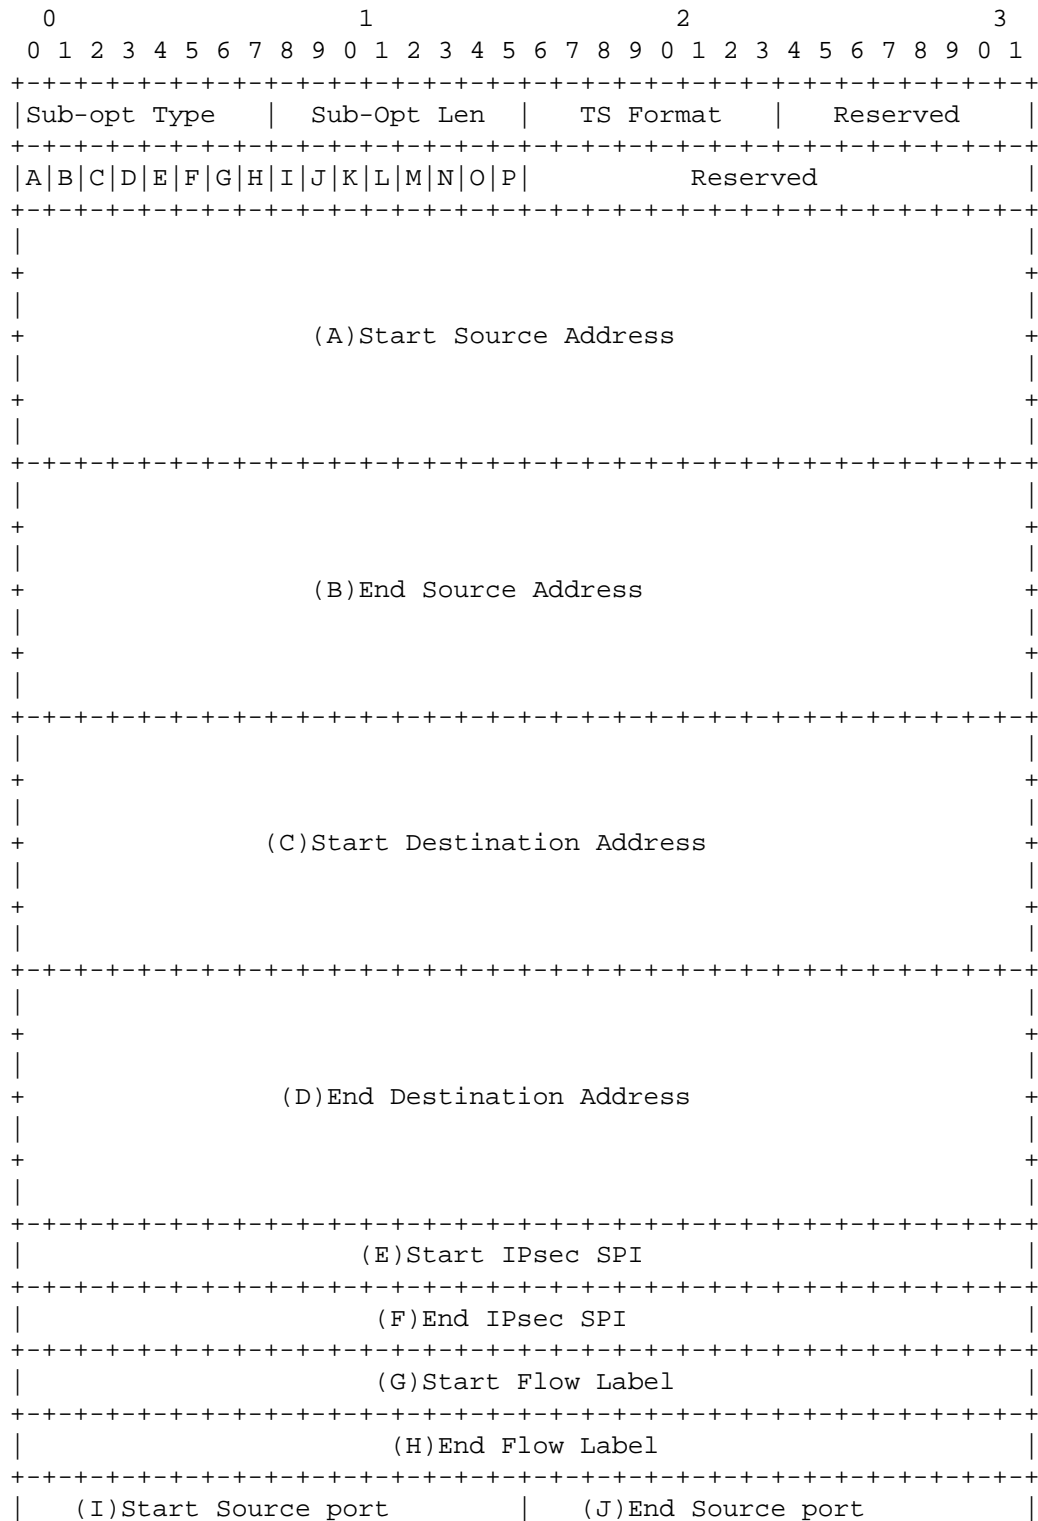 0                   1                   2                   3
 0 1 2 3 4 5 6 7 8 9 0 1 2 3 4 5 6 7 8 9 0 1 2 3 4 5 6 7 8 9 0 1
+-+-+-+-+-+-+-+-+-+-+-+-+-+-+-+-+-+-+-+-+-+-+-+-+-+-+-+-+-+-+-+-+
|Sub-opt Type   |  Sub-Opt Len  |   TS Format   |   Reserved    |
+-+-+-+-+-+-+-+-+-+-+-+-+-+-+-+-+-+-+-+-+-+-+-+-+-+-+-+-+-+-+-+-+
|A|B|C|D|E|F|G|H|I|J|K|L|M|N|O|P|          Reserved             |
+-+-+-+-+-+-+-+-+-+-+-+-+-+-+-+-+-+-+-+-+-+-+-+-+-+-+-+-+-+-+-+-+
|                                                               |
+                                                               +
|                                                               |
+                  (A)Start Source Address                      +
|                                                               |
+                                                               +
|                                                               |
+-+-+-+-+-+-+-+-+-+-+-+-+-+-+-+-+-+-+-+-+-+-+-+-+-+-+-+-+-+-+-+-+
|                                                               |
+                                                               +
|                                                               |
+                  (B)End Source Address                        +
|                                                               |
+                                                               +
|                                                               |
+-+-+-+-+-+-+-+-+-+-+-+-+-+-+-+-+-+-+-+-+-+-+-+-+-+-+-+-+-+-+-+-+
|                                                               |
+                                                               +
|                                                               |
+               (C)Start Destination Address                    +
|                                                               |
+                                                               +
|                                                               |
+-+-+-+-+-+-+-+-+-+-+-+-+-+-+-+-+-+-+-+-+-+-+-+-+-+-+-+-+-+-+-+-+
|                                                               |
+                                                               +
|                                                               |
+                (D)End Destination Address                     +
|                                                               |
+                                                               +
|                                                               |
+-+-+-+-+-+-+-+-+-+-+-+-+-+-+-+-+-+-+-+-+-+-+-+-+-+-+-+-+-+-+-+-+
|                     (E)Start IPsec SPI                        |
+-+-+-+-+-+-+-+-+-+-+-+-+-+-+-+-+-+-+-+-+-+-+-+-+-+-+-+-+-+-+-+-+
|                      (F)End IPsec SPI                         |
+-+-+-+-+-+-+-+-+-+-+-+-+-+-+-+-+-+-+-+-+-+-+-+-+-+-+-+-+-+-+-+-+
|                      (G)Start Flow Label                      |
+-+-+-+-+-+-+-+-+-+-+-+-+-+-+-+-+-+-+-+-+-+-+-+-+-+-+-+-+-+-+-+-+
|                       (H)End Flow Label                       |
+-+-+-+-+-+-+-+-+-+-+-+-+-+-+-+-+-+-+-+-+-+-+-+-+-+-+-+-+-+-+-+-+
|   (I)Start Source port        |   (J)End Source port          |